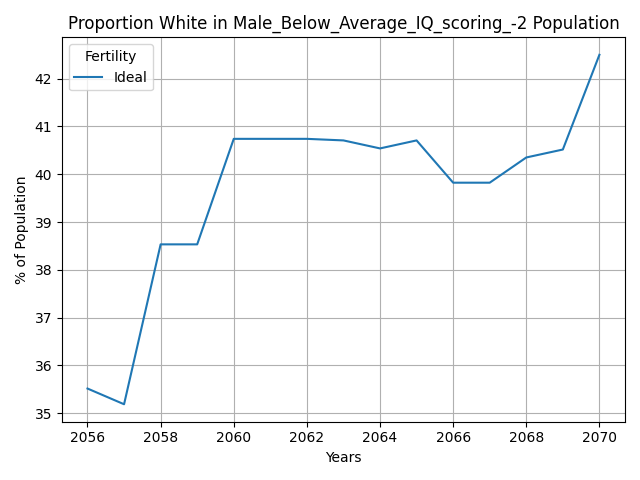 Proportion White in Male_Below_Average_IQ_scoring_-2 Population
Fertility
Ideal
% of Population
42
41
40
39
38
37
36
35
2056 2058 2060 2062 2064 2066 2068 2070
Years